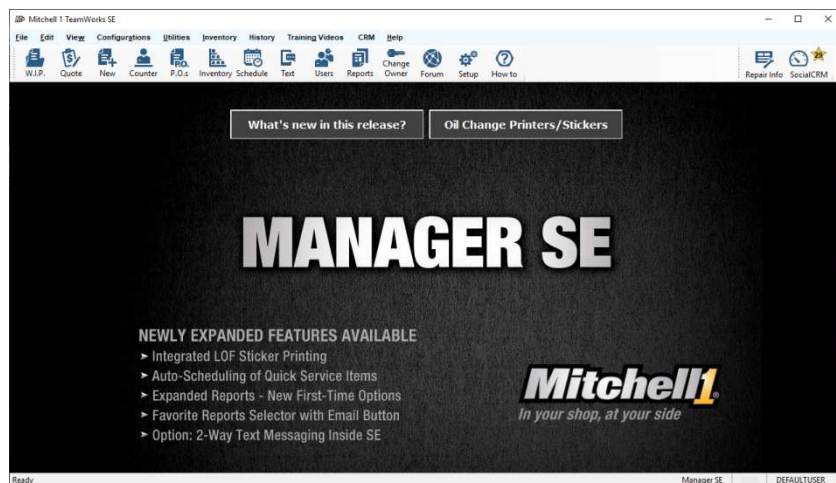 Mitchell 1 TeamWorks SE
File Edit View Configurations Utilities Inventory History Training Videos CRM Help
P.O. Change 29
W.I.P. Quote New Counter P.O.s Inventory Schedule Text Users Reports Owner Forum Setup How to Repair Info SocialCRM
What's new in this release? Oil Change Printers/Stickers
MANAGER SE
NEWLY EXPANDED FEATURES AVAILABLE
➤ Integrated LOF Sticker Printing
➤ Auto-Scheduling of Quick Service Items
➤ Expanded Reports - New First-Time Options
➤ Favorite Reports Selector with Email Button
➤ Option: 2-Way Text Messaging Inside SE
Mitchell1®
In your shop, at your side
Ready Manager SE DEFAULTUSER